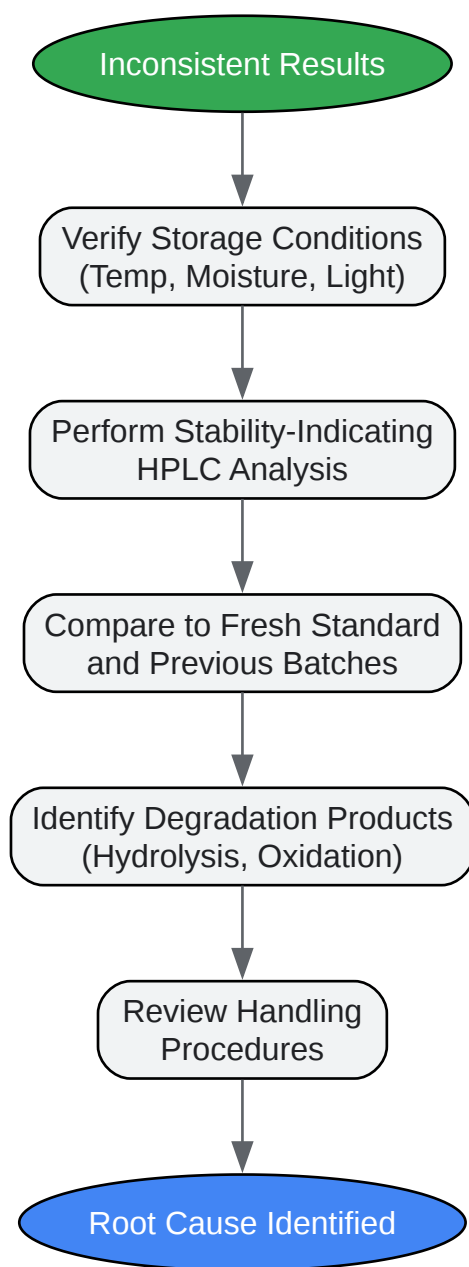 Inconsistent Results
Verify Storage Conditions
(Temp, Moisture, Light)
Perform Stability-Indicating
HPLC Analysis
Compare to Fresh Standard
and Previous Batches
Identify Degradation Products
(Hydrolysis, Oxidation)
Review Handling
Procedures
Root Cause Identified